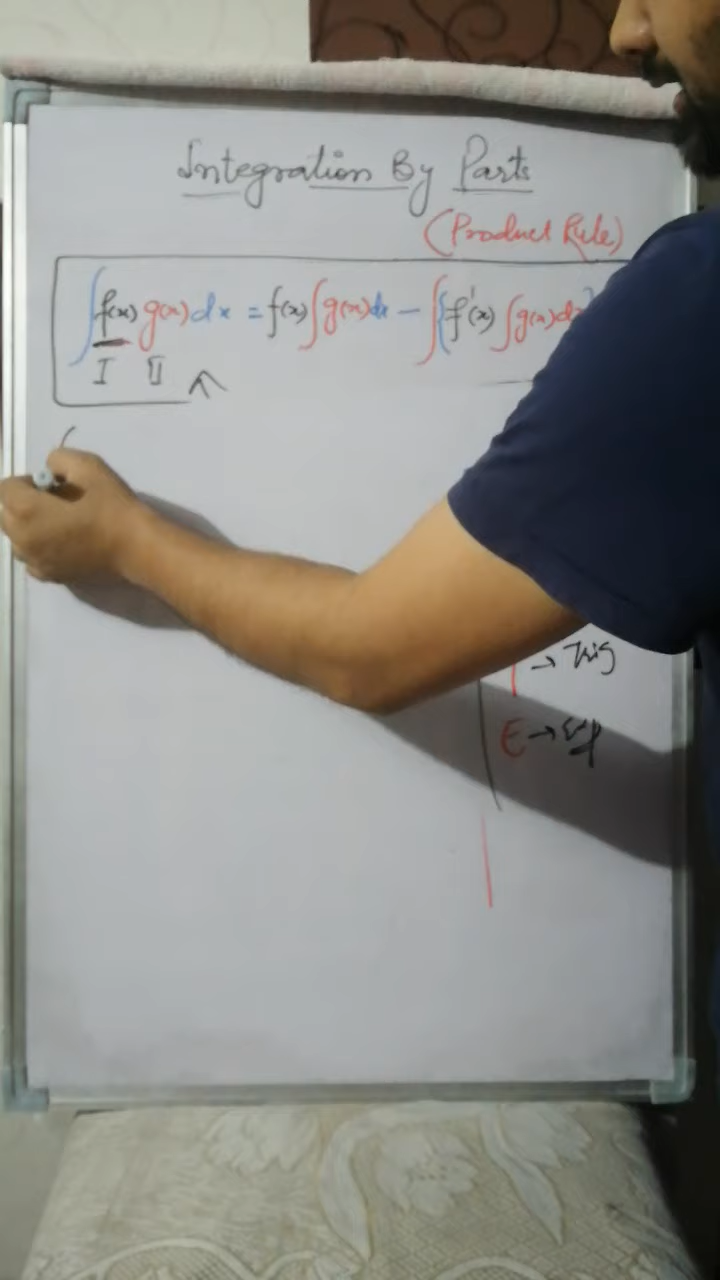 Integration By Parts
(Product Rule)
∫f(x) g(x) dx = f(x)∫g(x)dx - ∫{f'(x) ∫g(x)dx}
I II
→ Trig
E → Exp